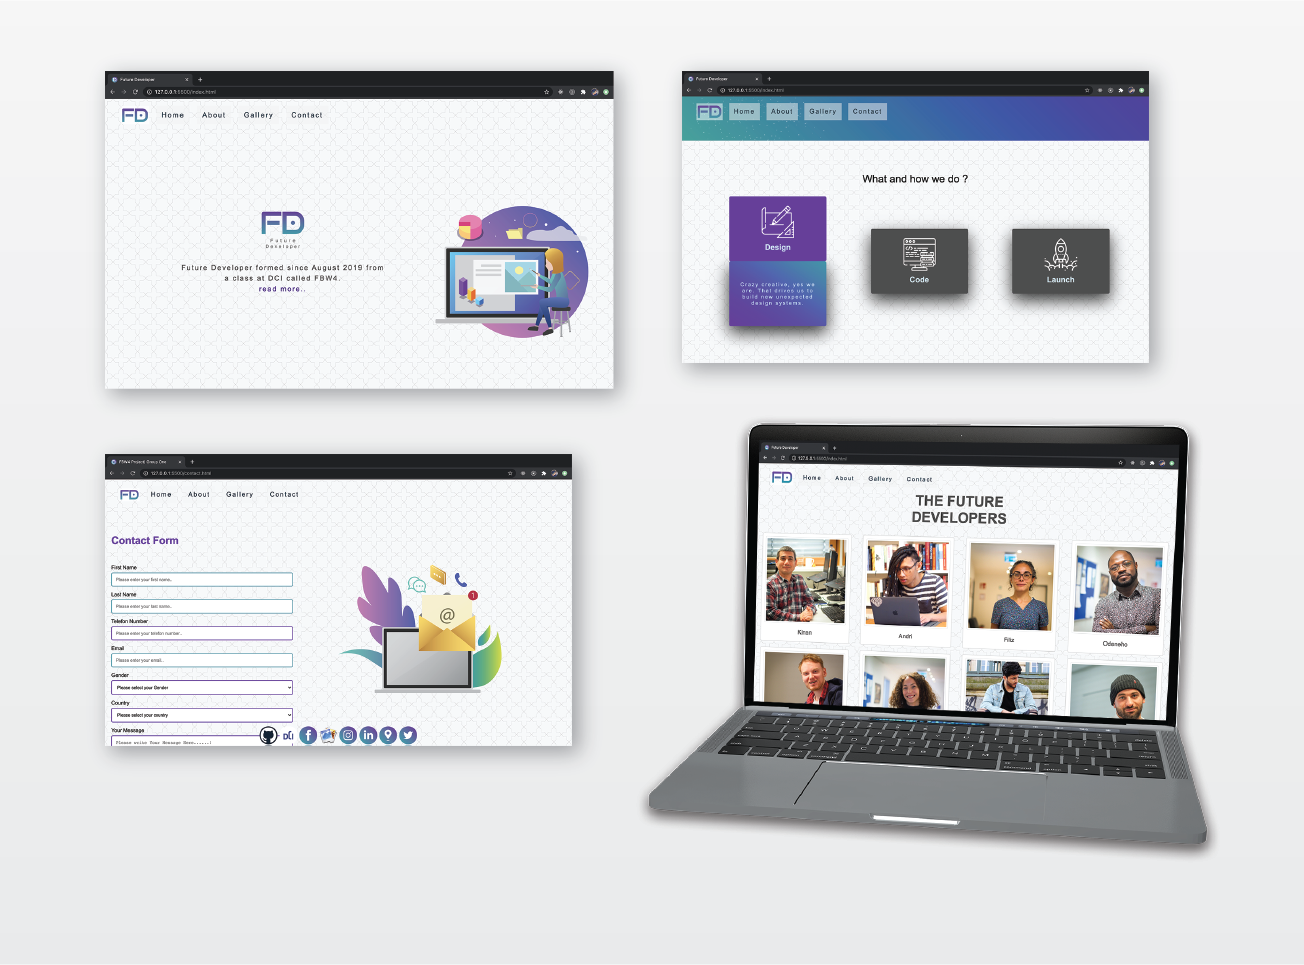 Future Developer
127.0.0.1:5500/index.html
FD
Home
About
Gallery
Contact
FD
Future
Developer
Future Developer formed since August 2019 from
a class at DCI called FBW4.
read more..
Future Developer
127.0.0.1:5500/index.html
FD
Home
About
Gallery
Contact
What and how we do ?
Design
Crazy creative, yes we
are. That drives us to
build new unexpected
design systems.
Code
Launch
FBW4 Project| Group Dev
127.0.0.1:5500/contact.html
FD
Home
About
Gallery
Contact
Contact Form
First Name
Please enter your first name..
Last Name
Please enter your last name..
Telefon Number
Please enter your telefon number..
Email
Please enter your email..
Gender
Please select your Gender
Country
Please select your country
Your Message
Please write Your Message Here......!
DCI
@
1
Future Developer
127.0.0.1:5500/index.html
FD
Home
About
Gallery
Contact
THE FUTURE
DEVELOPERS
Kiran
Andri
Filiz
Odeneho